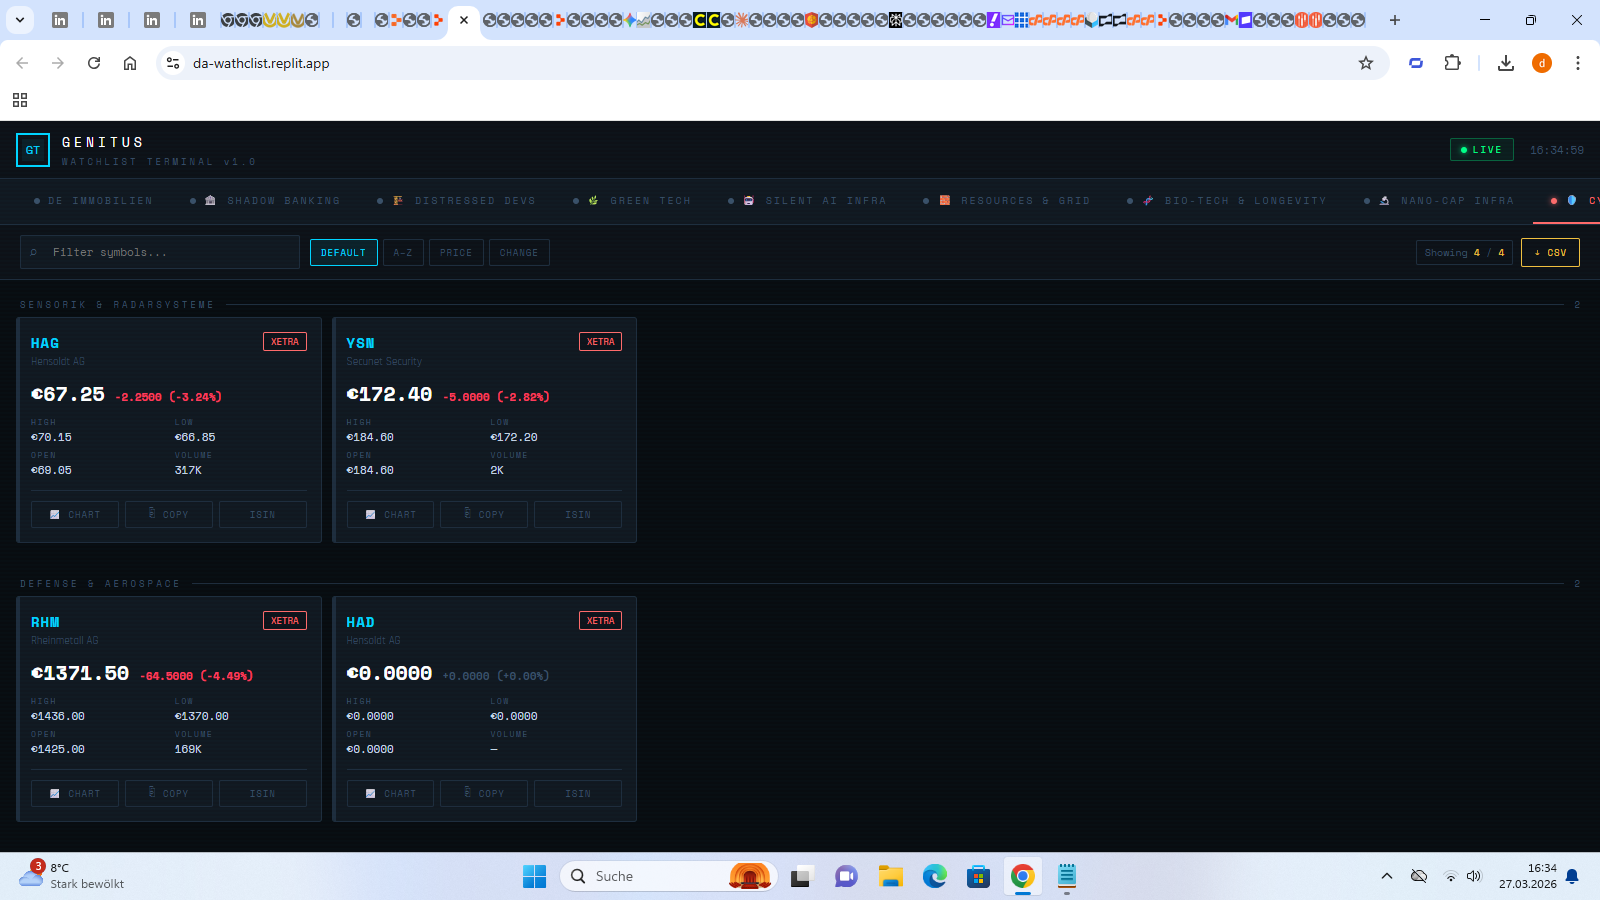 da-wathclist.replit.app
d
GT
GENITUS
WATCHLIST TERMINAL v1.0
LIVE
16:34:59
DE IMMOBILIEN
SHADOW BANKING
DISTRESSED DEVS
GREEN TECH
SILENT AI INFRA
RESOURCES & GRID
BIO-TECH & LONGEVITY
NANO-CAP INFRA
CY
Filter symbols...
DEFAULT
A-Z
PRICE
CHANGE
Showing 4 / 4
↓ CSV
SENSORIK & RADARSYSTEME
2
HAG
XETRA
Hensoldt AG
€67.25 -2.2500 (-3.24%)
HIGH LOW
€70.15 €66.85
OPEN VOLUME
€69.05 317K
CHART COPY ISIN
YSN
XETRA
Secunet Security
€172.40 -5.0000 (-2.82%)
HIGH LOW
€184.60 €172.20
OPEN VOLUME
€184.60 2K
CHART COPY ISIN
DEFENSE & AEROSPACE
2
RHM
XETRA
Rheinmetall AG
€1371.50 -64.5000 (-4.49%)
HIGH LOW
€1436.00 €1370.00
OPEN VOLUME
€1425.00 169K
CHART COPY ISIN
HAD
XETRA
Hensoldt AG
€0.0000 +0.0000 (+0.00%)
HIGH LOW
€0.0000 €0.0000
OPEN VOLUME
€0.0000 —
CHART COPY ISIN
3
8°C
Stark bewölkt
Suche
16:34
27.03.2026